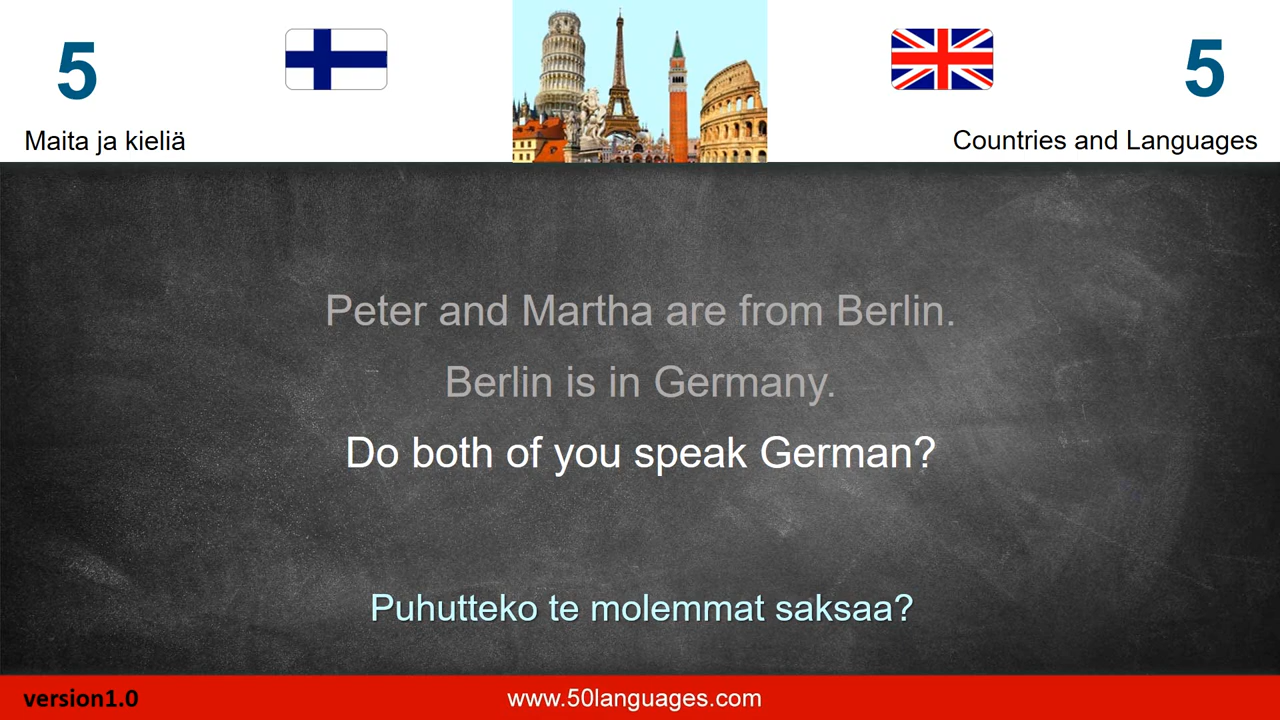 5
5
Maita ja kieliä
Countries and Languages
Peter and Martha are from Berlin.
Berlin is in Germany.
Do both of you speak German?
Puhutteko te molemmat saksaa?
version1.0
www.50languages.com